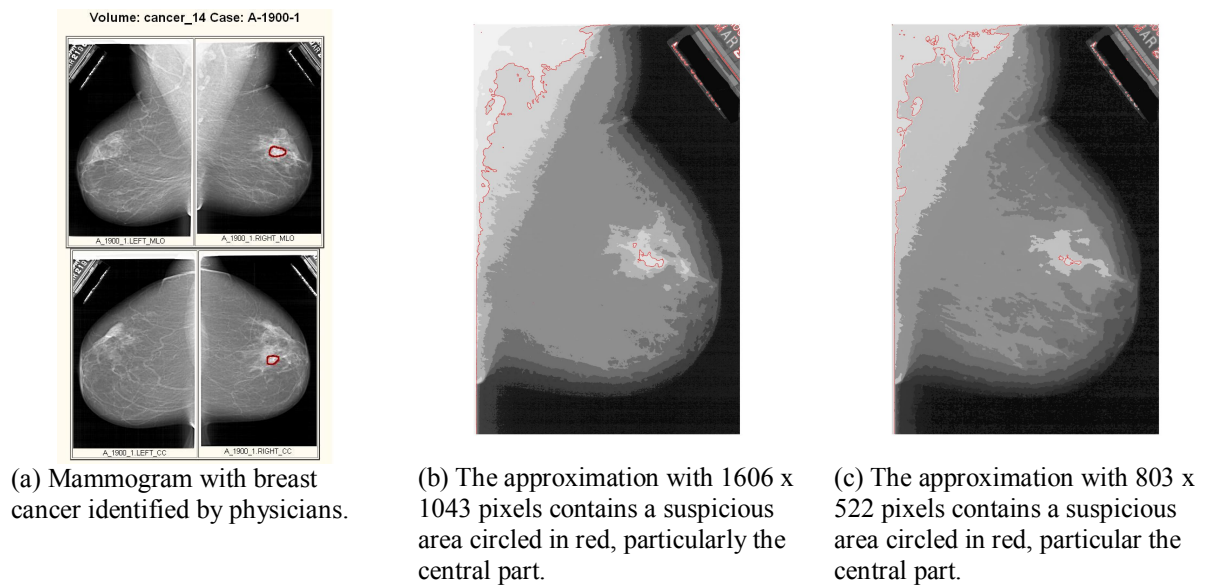 Volume: cancer_14 Case: A-1900-1
A_1900_1.LEFT_MLO
A_1900_1.RIGHT_MLO
A_1900_1.LEFT_CC
A_1900_1.RIGHT_CC
(a) Mammogram with breast
cancer identified by physicians.
(b) The approximation with 1606 x
1043 pixels contains a suspicious
area circled in red, particularly the
central part.
(c) The approximation with 803 x
522 pixels contains a suspicious
area circled in red, particular the
central part.